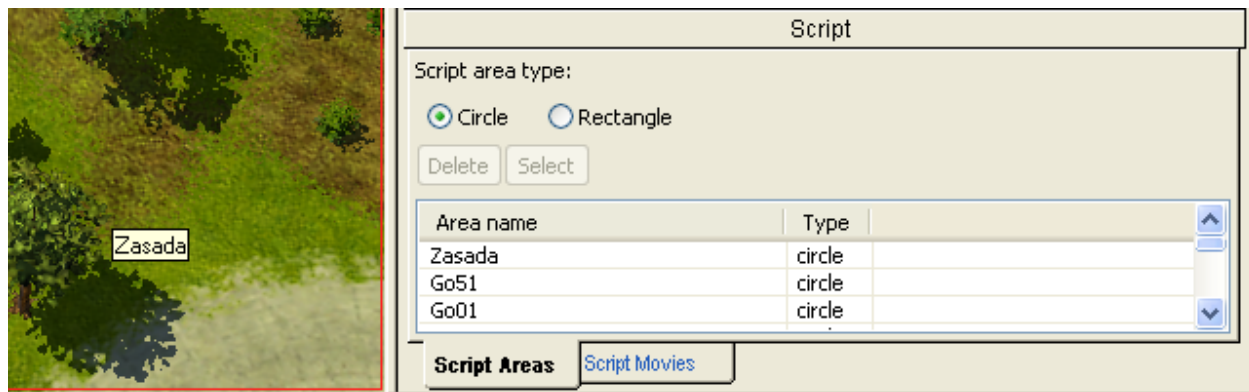 Script
Script area type:
Circle Rectangle
Delete Select
Area name Type
Zasada
Zasada circle
Go51 circle
Go01 circle
Script Areas Script Movies